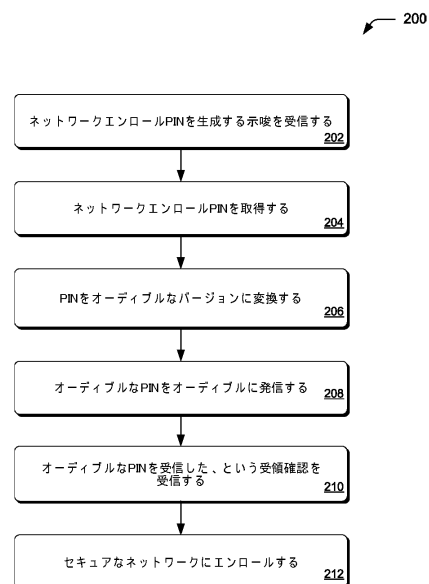 200
ネットワークエンロールPINを生成する示唆を受信する
202
ネットワークエンロールPINを取得する
204
PINをオーディブルなバージョンに変換する
206
オーディブルなPINをオーディブルに発信する
208
オーディブルなPINを受信した、という受領確認を
受信する
210
セキュアなネットワークにエンロールする
212